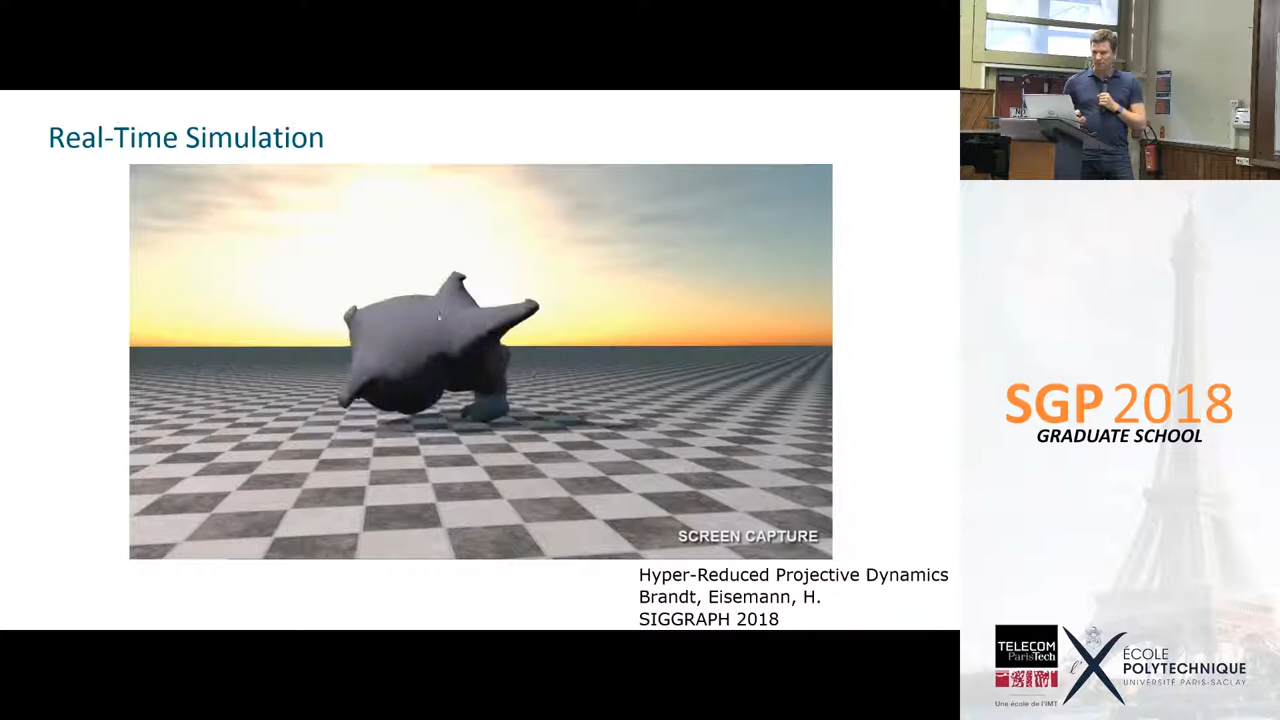 Real-Time Simulation
SCREEN CAPTURE
Hyper-Reduced Projective Dynamics
Brandt, Eisemann, H.
SIGGRAPH 2018
SGP 2018
GRADUATE SCHOOL
TELECOM
ParisTech
Une école de l'IMT
l'X
ÉCOLE
POLYTECHNIQUE
UNIVERSITÉ PARIS-SACLAY